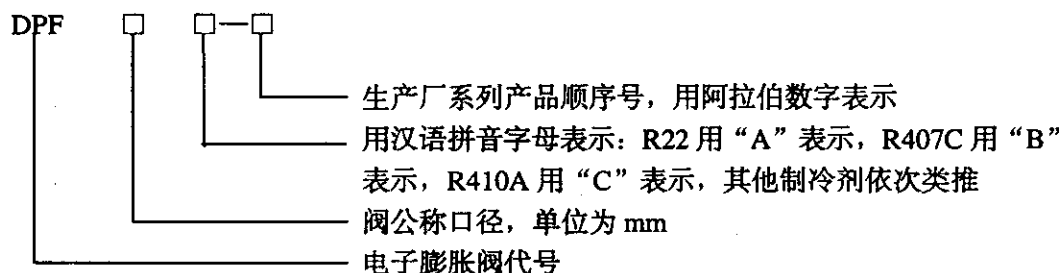 DPF □ □—□
生产厂系列产品顺序号，用阿拉伯数字表示
用汉语拼音字母表示：R22 用“A”表示，R407C 用“B”
表示，R410A 用“C”表示，其他制冷剂依次类推
阀公称口径，单位为 mm
电子膨胀阀代号